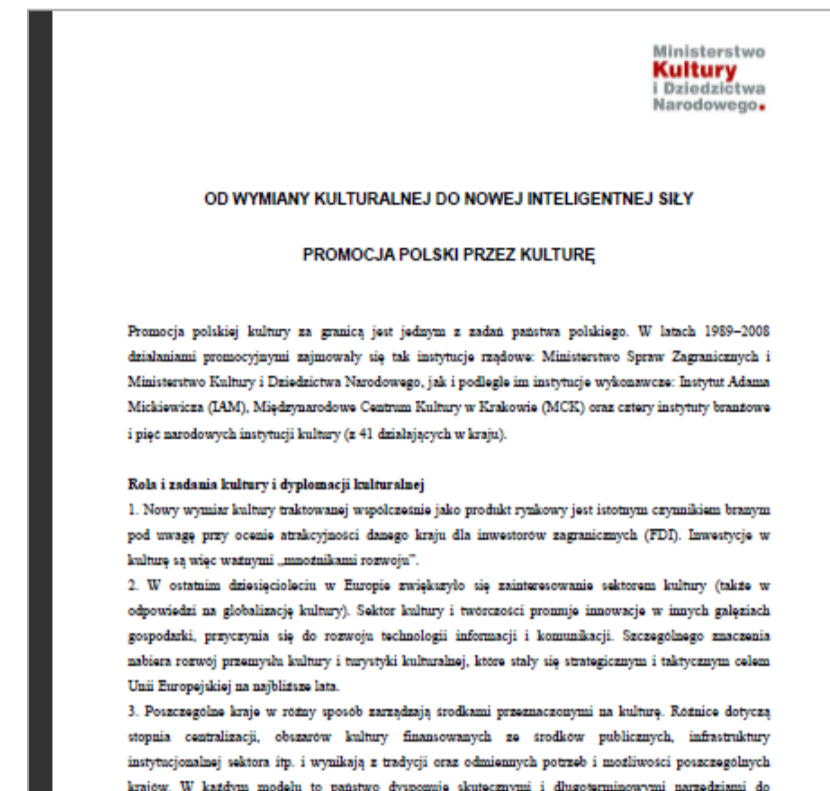 Ministerstwo
Kultury
i Dziedzictwa
Narodowego.
OD WYMIANY KULTURALNEJ DO NOWEJ INTELIGENTNEJ SIŁY
PROMOCJA POLSKI PRZEZ KULTURĘ
Promocja polskiej kultury za granicą jest jednym z zadań państwa polskiego. W latach 1989–2008
działaniami promocyjnymi zajmowały się tak instytucje rządowe: Ministerstwo Spraw Zagranicznych i
Ministerstwo Kultury i Dziedzictwa Narodowego, jak i podległe im instytucje wykonawcze: Instytut Adama
Mickiewicza (IAM), Międzynarodowe Centrum Kultury w Krakowie (MCK) oraz cztery instytuty branżowe
i pięć narodowych instytucji kultury (z 41 działających w kraju).
Rola i zadania kultury i dyplomacji kulturalnej
1. Nowy wymiar kultury traktowanej współcześnie jako produkt rynkowy jest istotnym czynnikiem branym
pod uwagę przy ocenie atrakcyjności danego kraju dla inwestorów zagranicznych (FDI). Inwestycje w
kulturę są więc ważnymi „mnożnikami rozwoju”.
2. W ostatnim dziesięcioleciu w Europie zwiększyło się zainteresowanie sektorem kultury (także w
odpowiedzi na globalizację kultury). Sektor kultury i twórczości promuje innowacje w innych gałęziach
gospodarki, przyczynia się do rozwoju technologii informacji i komunikacji. Szczególnego znaczenia
nabiera rozwój przemysłu kultury i turystyki kulturalnej, które stały się strategicznym i taktycznym celem
Unii Europejskiej na najbliższe lata.
3. Poszczególne kraje w różny sposób zarządzają środkami przeznaczonymi na kulturę. Różnice dotyczą
stopnia centralizacji, obszarów kultury finansowanych ze środków publicznych, infrastruktury
instytucjonalnej sektora itp. i wynikają z tradycji oraz odmiennych potrzeb i możliwości poszczególnych
krajów. W każdym modelu to państwo dysponuje skutecznymi i długoterminowymi narzędziami do